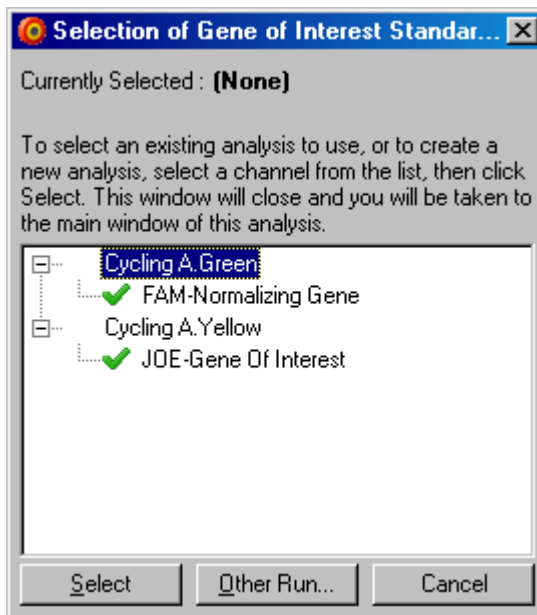 Selection of Gene of Interest Standar...
Currently Selected : (None)
To select an existing analysis to use, or to create a
new analysis, select a channel from the list, then click
Select. This window will close and you will be taken to
the main window of this analysis.
Cycling A.Green
FAM-Normalizing Gene
Cycling A.Yellow
JOE-Gene Of Interest
Select Other Run... Cancel